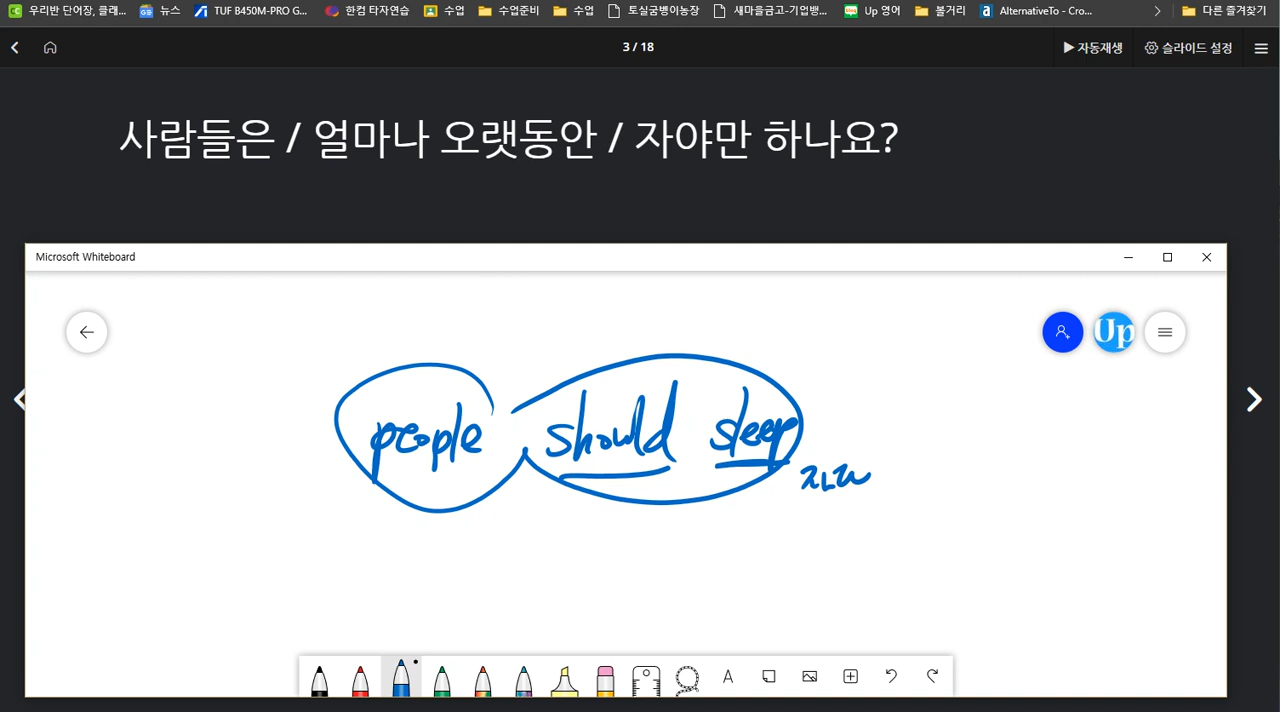 우리반 단어장, 클래... 뉴스 TUF B450M-PRO G... 한컴 타자연습 수업 수업준비 수업 토실굼벵이농장 새마을금고-기업뱅... Up 영어 볼거리 a AlternativeTo - Cro... 다른 즐겨찾기
3 / 18 자동재생 슬라이드 설정
사람들은 / 얼마나 오랫동안 / 자야만 하나요?
Microsoft Whiteboard
Up
people should sleep
A